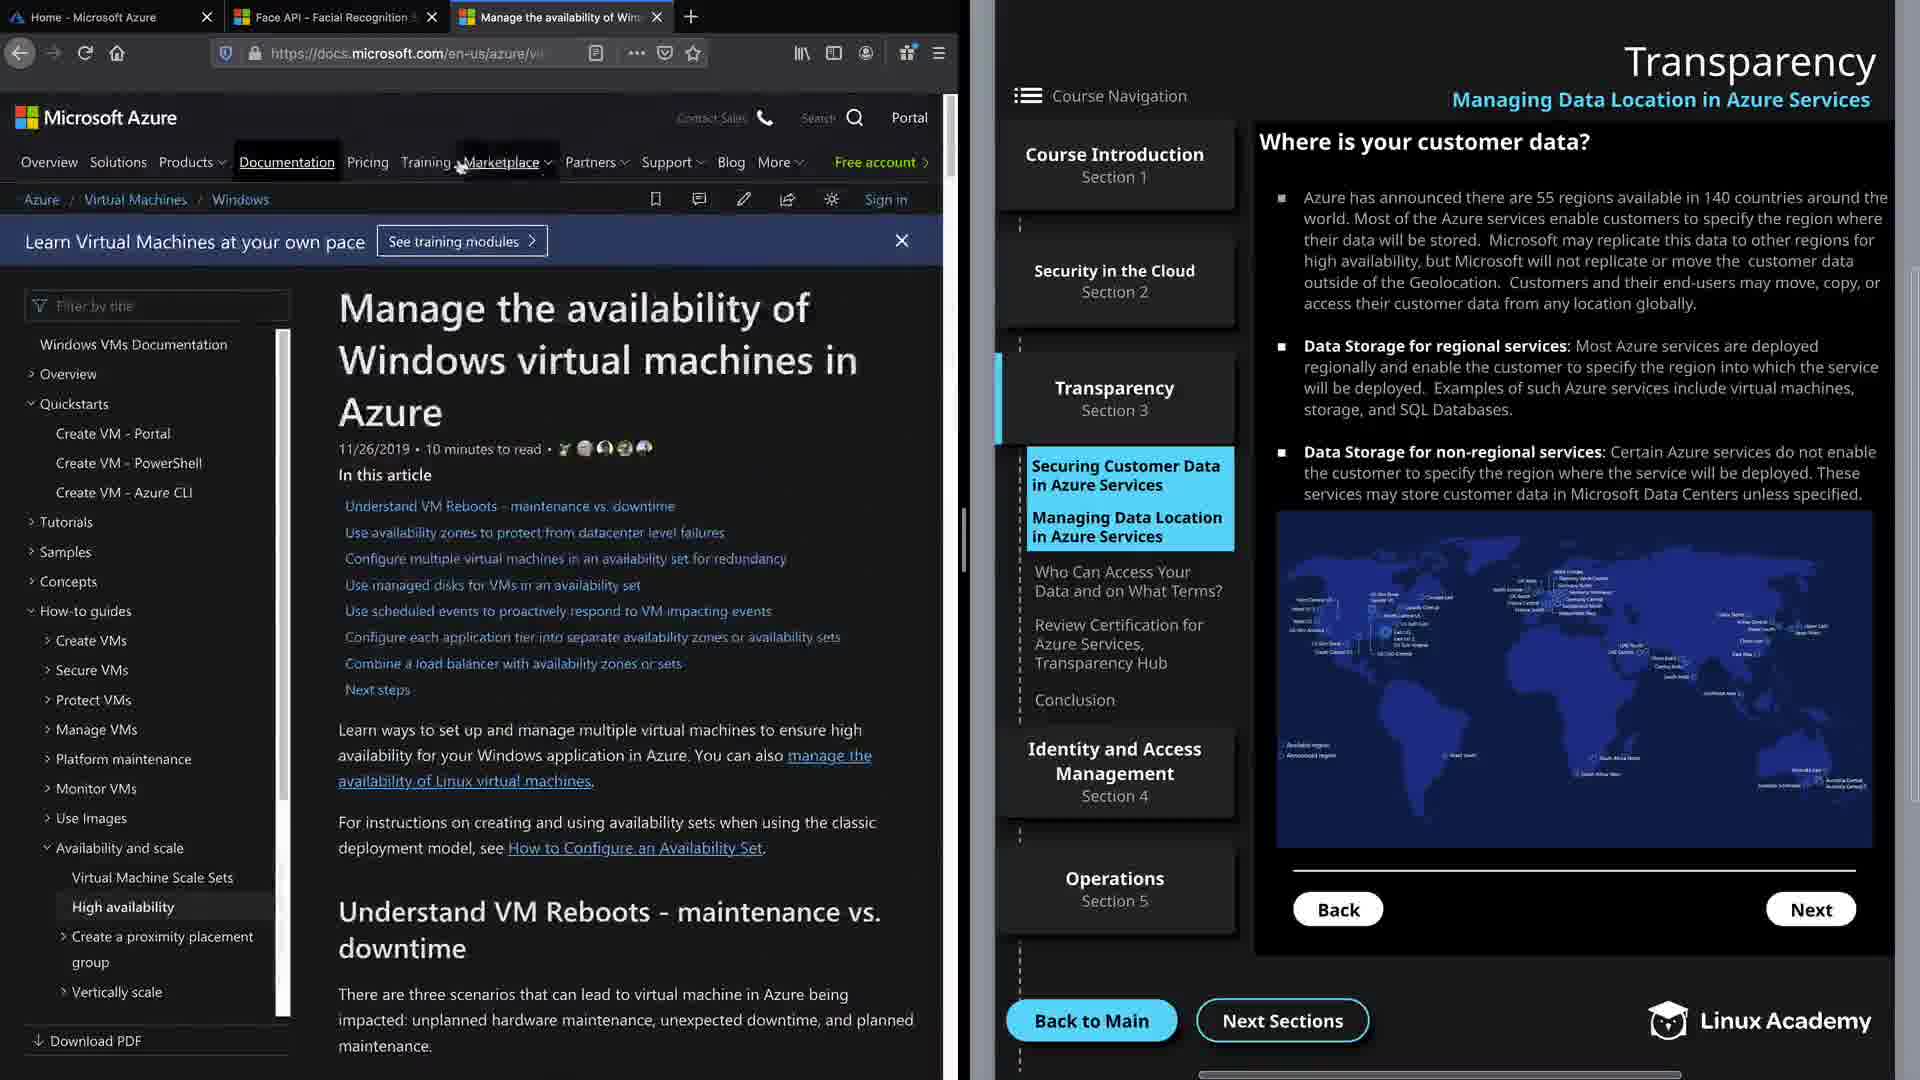 Home - Microsoft Azure
Face API - Facial Recognition
Manage the availability of Win
https://docs.microsoft.com/en-us/azure/vi
Microsoft Azure
Contact Sales
Search
Portal
Overview Solutions Products Documentation Pricing Training Marketplace Partners Support Blog More Free account
Azure / Virtual Machines / Windows
Sign in
Learn Virtual Machines at your own pace
See training modules
Filter by title
Windows VMs Documentation
Overview
Quickstarts
Create VM - Portal
Create VM - PowerShell
Create VM - Azure CLI
Tutorials
Samples
Concepts
How-to guides
Create VMs
Secure VMs
Protect VMs
Manage VMs
Platform maintenance
Monitor VMs
Use Images
Availability and scale
Virtual Machine Scale Sets
High availability
Create a proximity placement
group
Vertically scale
Download PDF
Manage the availability of
Windows virtual machines in
Azure
11/26/2019 • 10 minutes to read •
In this article
Understand VM Reboots - maintenance vs. downtime
Use availability zones to protect from datacenter level failures
Configure multiple virtual machines in an availability set for redundancy
Use managed disks for VMs in an availability set
Use scheduled events to proactively respond to VM impacting events
Configure each application tier into separate availability zones or availability sets
Combine a load balancer with availability zones or sets
Next steps
Learn ways to set up and manage multiple virtual machines to ensure high
availability for your Windows application in Azure. You can also manage the
availability of Linux virtual machines.
For instructions on creating and using availability sets when using the classic
deployment model, see How to Configure an Availability Set.
Understand VM Reboots - maintenance vs.
downtime
There are three scenarios that can lead to virtual machine in Azure being
impacted: unplanned hardware maintenance, unexpected downtime, and planned
maintenance.
Transparency
Managing Data Location in Azure Services
Course Navigation
Course Introduction
Section 1
Security in the Cloud
Section 2
Transparency
Section 3
Securing Customer Data
in Azure Services
Managing Data Location
in Azure Services
Who Can Access Your
Data and on What Terms?
Review Certification for
Azure Services,
Transparency Hub
Conclusion
Identity and Access
Management
Section 4
Operations
Section 5
Where is your customer data?
▪ Azure has announced there are 55 regions available in 140 countries around the
world. Most of the Azure services enable customers to specify the region where
their data will be stored. Microsoft may replicate this data to other regions for
high availability, but Microsoft will not replicate or move the customer data
outside of the Geolocation. Customers and their end-users may move, copy, or
access their customer data from any location globally.
▪ Data Storage for regional services: Most Azure services are deployed
regionally and enable the customer to specify the region into which the service
will be deployed. Examples of such Azure services include virtual machines,
storage, and SQL Databases.
▪ Data Storage for non-regional services: Certain Azure services do not enable
the customer to specify the region where the service will be deployed. These
services may store customer data in Microsoft Data Centers unless specified.
Available region
Announced region
Brazil South
South Africa North
South Africa West
Back
Next
Back to Main
Next Sections
Linux Academy